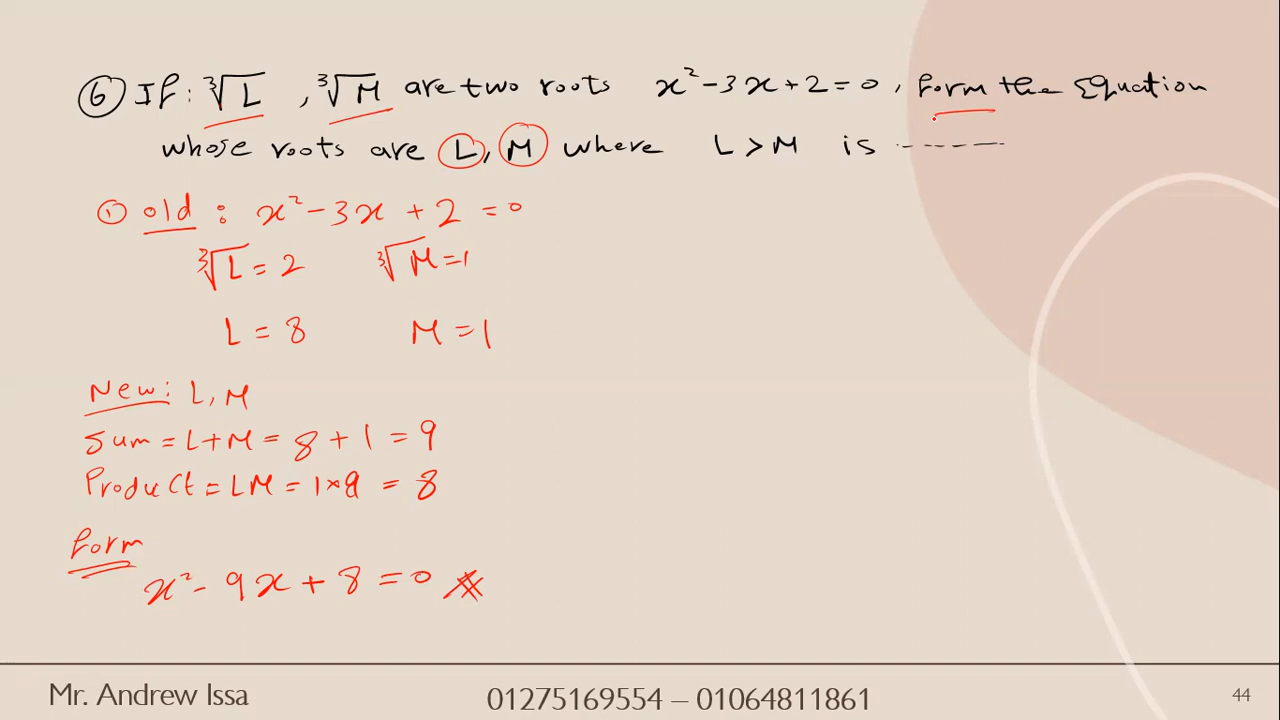 ⑥ If: ∛L , ∛M are two roots x² - 3x + 2 = 0 , form the Equation
whose roots are L, M where L > M is -------
① old : x² - 3x + 2 = 0
∛L = 2 ∛M = 1
L = 8 M = 1
New: L, M
Sum = L + M = 8 + 1 = 9
Product = LM = 1 × 8 = 8
Form
x² - 9x + 8 = 0
Mr. Andrew Issa 01275169554 – 01064811861 44